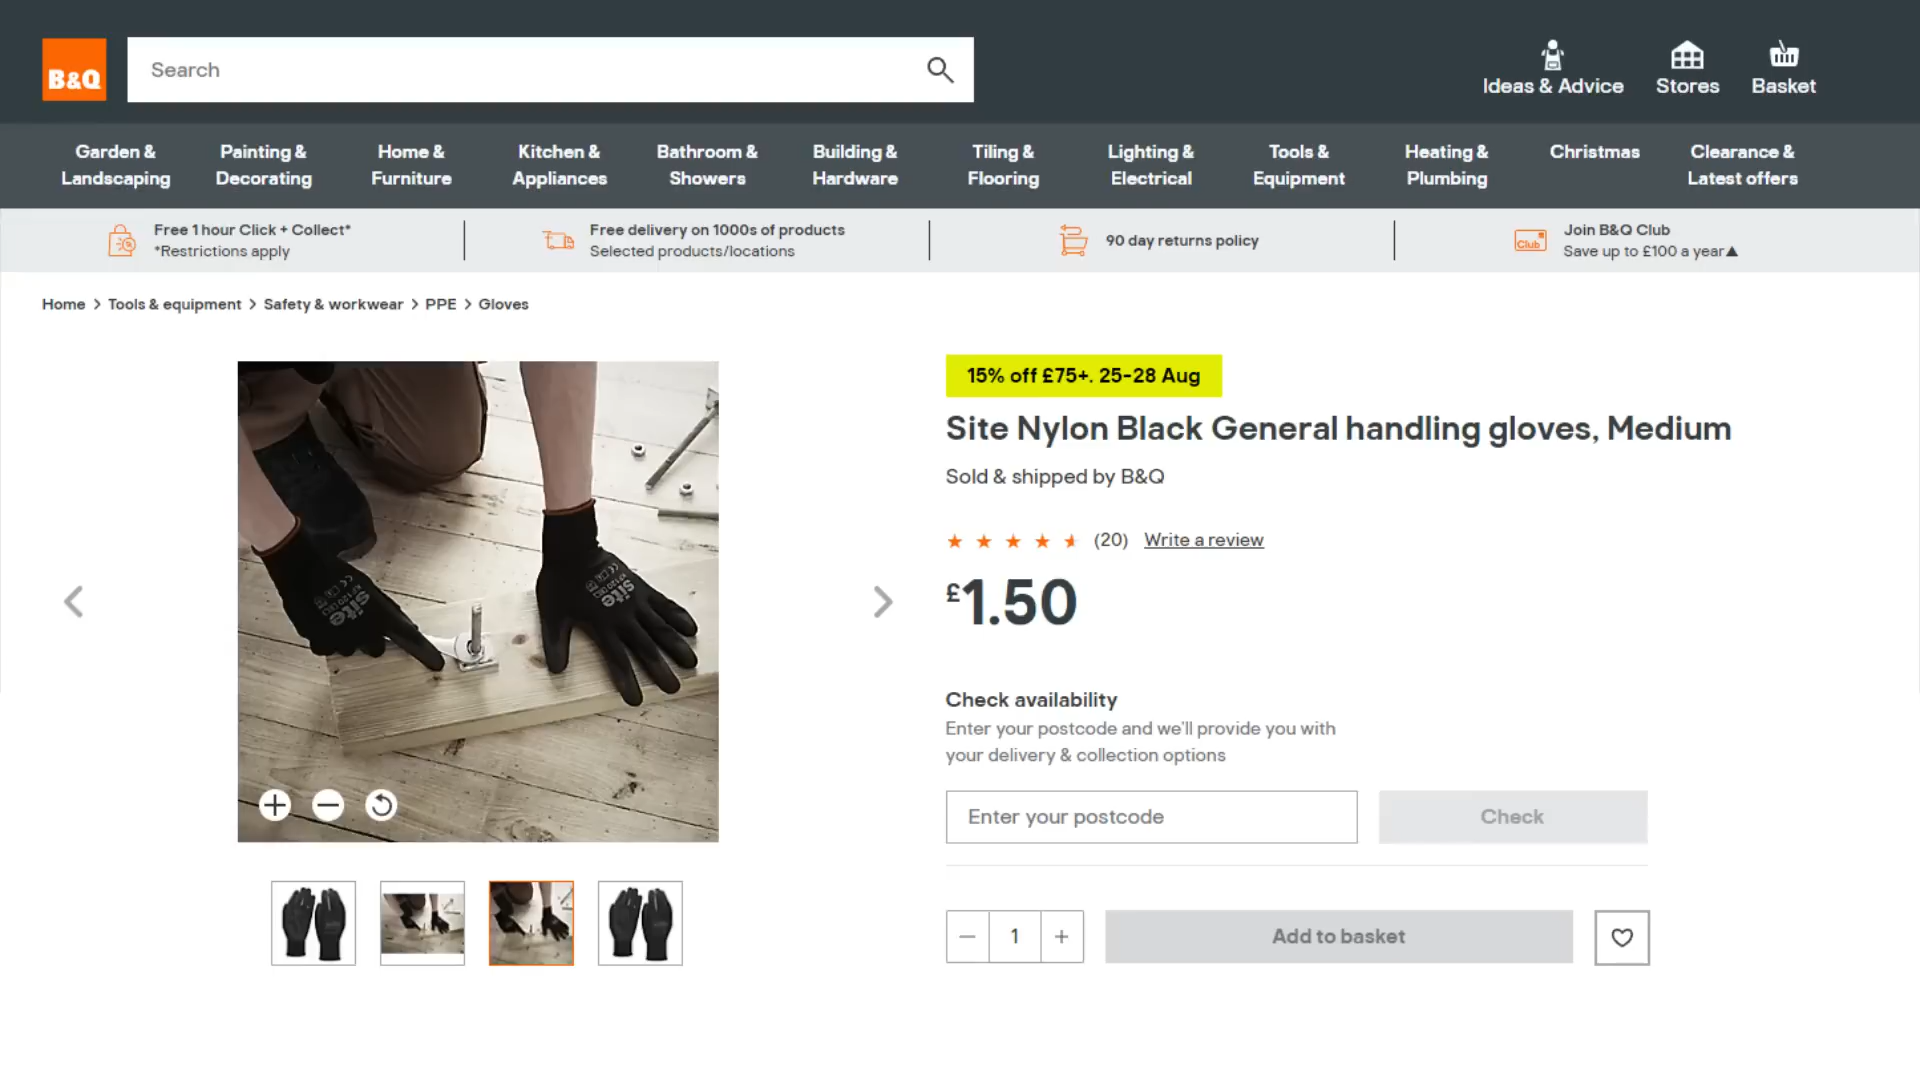 B&Q
Search
Ideas & Advice
Stores
Basket
Garden &
Landscaping
Painting &
Decorating
Home &
Furniture
Kitchen &
Appliances
Bathroom &
Showers
Building &
Hardware
Tiling &
Flooring
Lighting &
Electrical
Tools &
Equipment
Heating &
Plumbing
Christmas
Clearance &
Latest offers
Free 1 hour Click + Collect*
*Restrictions apply
Free delivery on 1000s of products
Selected products/locations
90 day returns policy
Club
Join B&Q Club
Save up to £100 a year▲
Home > Tools & equipment > Safety & workwear > PPE > Gloves
15% off £75+. 25-28 Aug
Site Nylon Black General handling gloves, Medium
Sold & shipped by B&Q
(20) Write a review
£1.50
site
site
Check availability
Enter your postcode and we'll provide you with
your delivery & collection options
Enter your postcode
Check
1
Add to basket